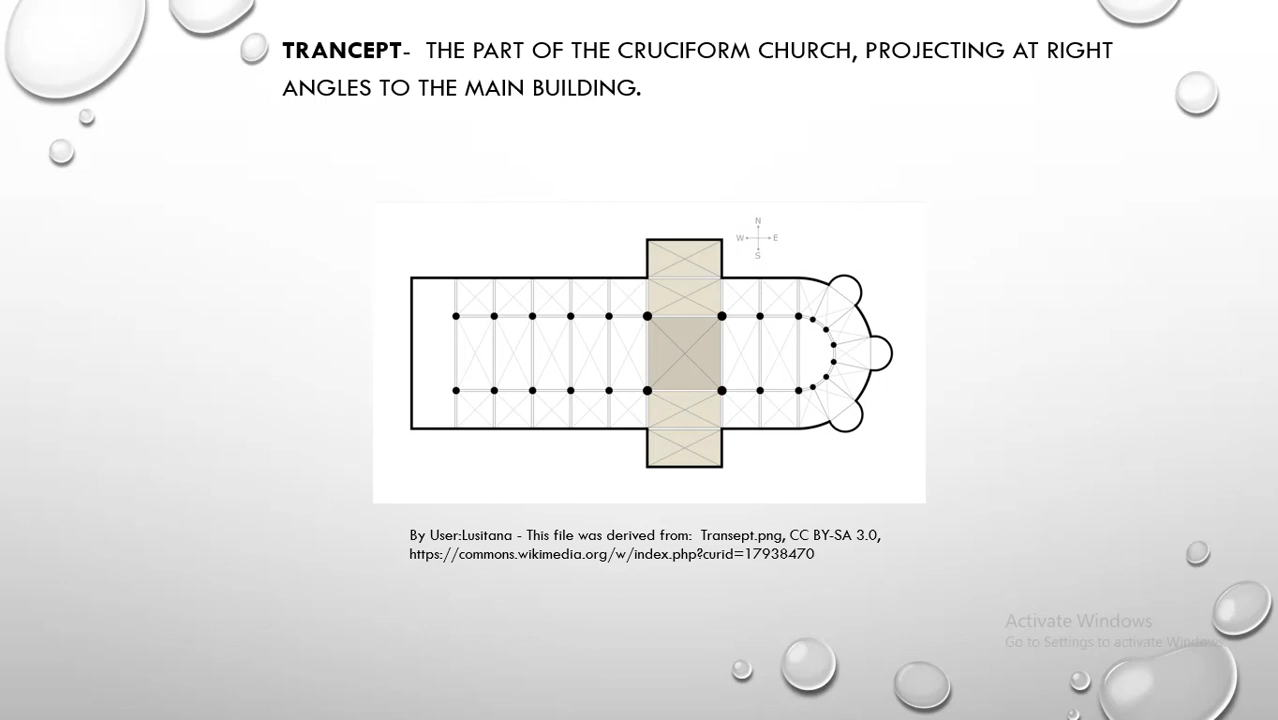 TRANCEPT-  THE PART OF THE CRUCIFORM CHURCH, PROJECTING AT RIGHT
ANGLES TO THE MAIN BUILDING.
N
W E
S
By User:Lusitana - This file was derived from:  Transept.png, CC BY-SA 3.0,
https://commons.wikimedia.org/w/index.php?curid=17938470
Activate Windows
Go to Settings to activate Windows.